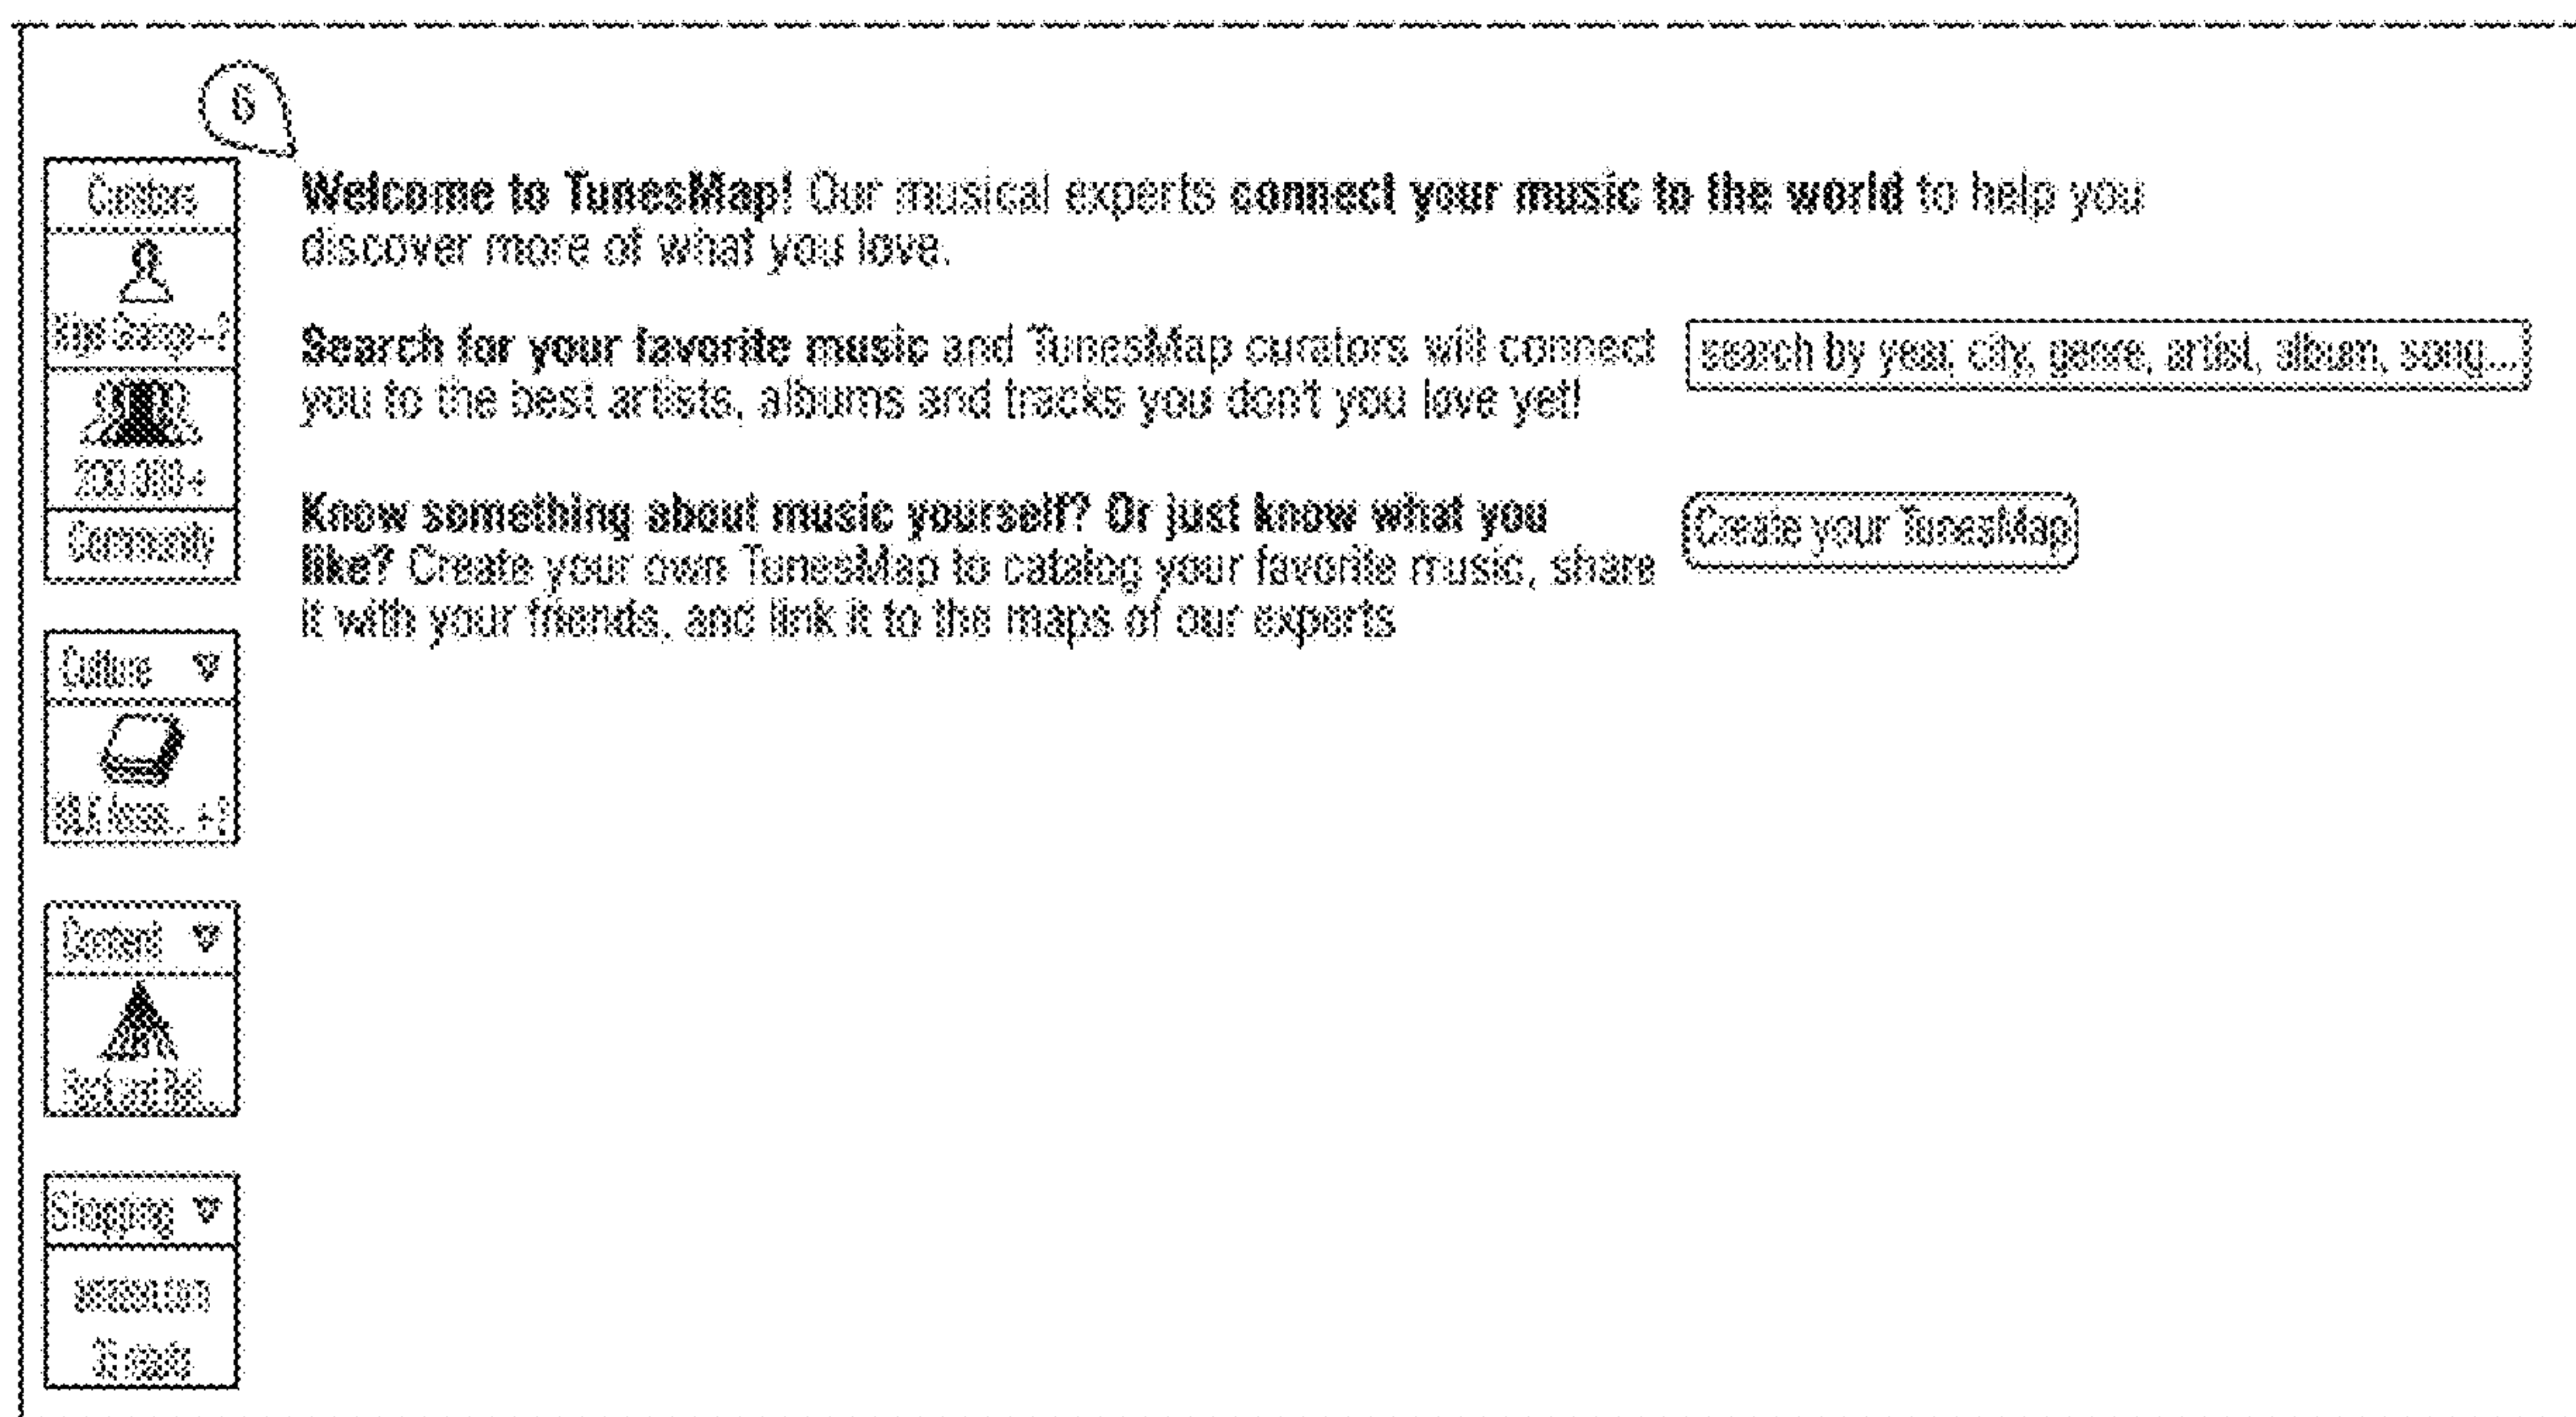 6
Curators
Welcome to TunesMap! Our musical experts connect your music to the world to help you
discover more of what you love.
Search for your favorite music and TunesMap curators will connect
you to the best artists, albums and tracks you don't you love yet!
search by year, city, genre, artist, album, song...
200,000+
Community
Know something about music yourself? Or just know what you
like? Create your own TunesMap to catalog your favorite music, share
it with your friends, and link it to the maps of our experts
Create your TunesMap
Culture
Content
Shopping